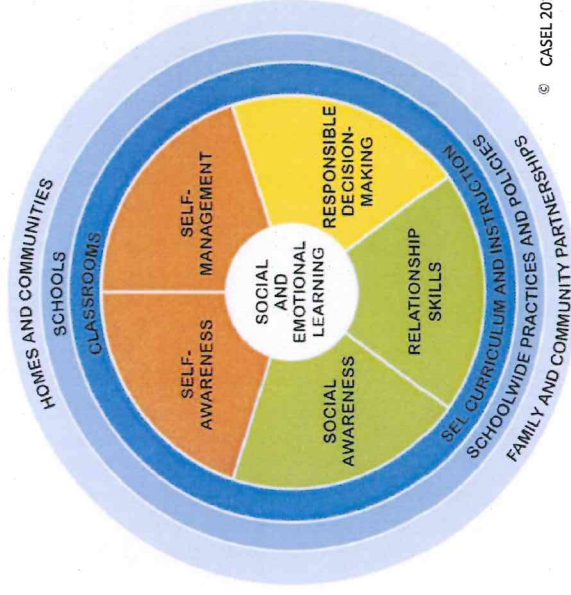 HOMES AND COMMUNITIES
SCHOOLS
CLASSROOMS
SELF-
AWARENESS
SELF-
MANAGEMENT
SOCIAL
AND
EMOTIONAL
LEARNING
SOCIAL
AWARENESS
RESPONSIBLE
DECISION-
MAKING
RELATIONSHIP
SKILLS
SEL CURRICULUM AND INSTRUCTION
SCHOOLWIDE PRACTICES AND POLICIES
FAMILY AND COMMUNITY PARTNERSHIPS
© CASEL